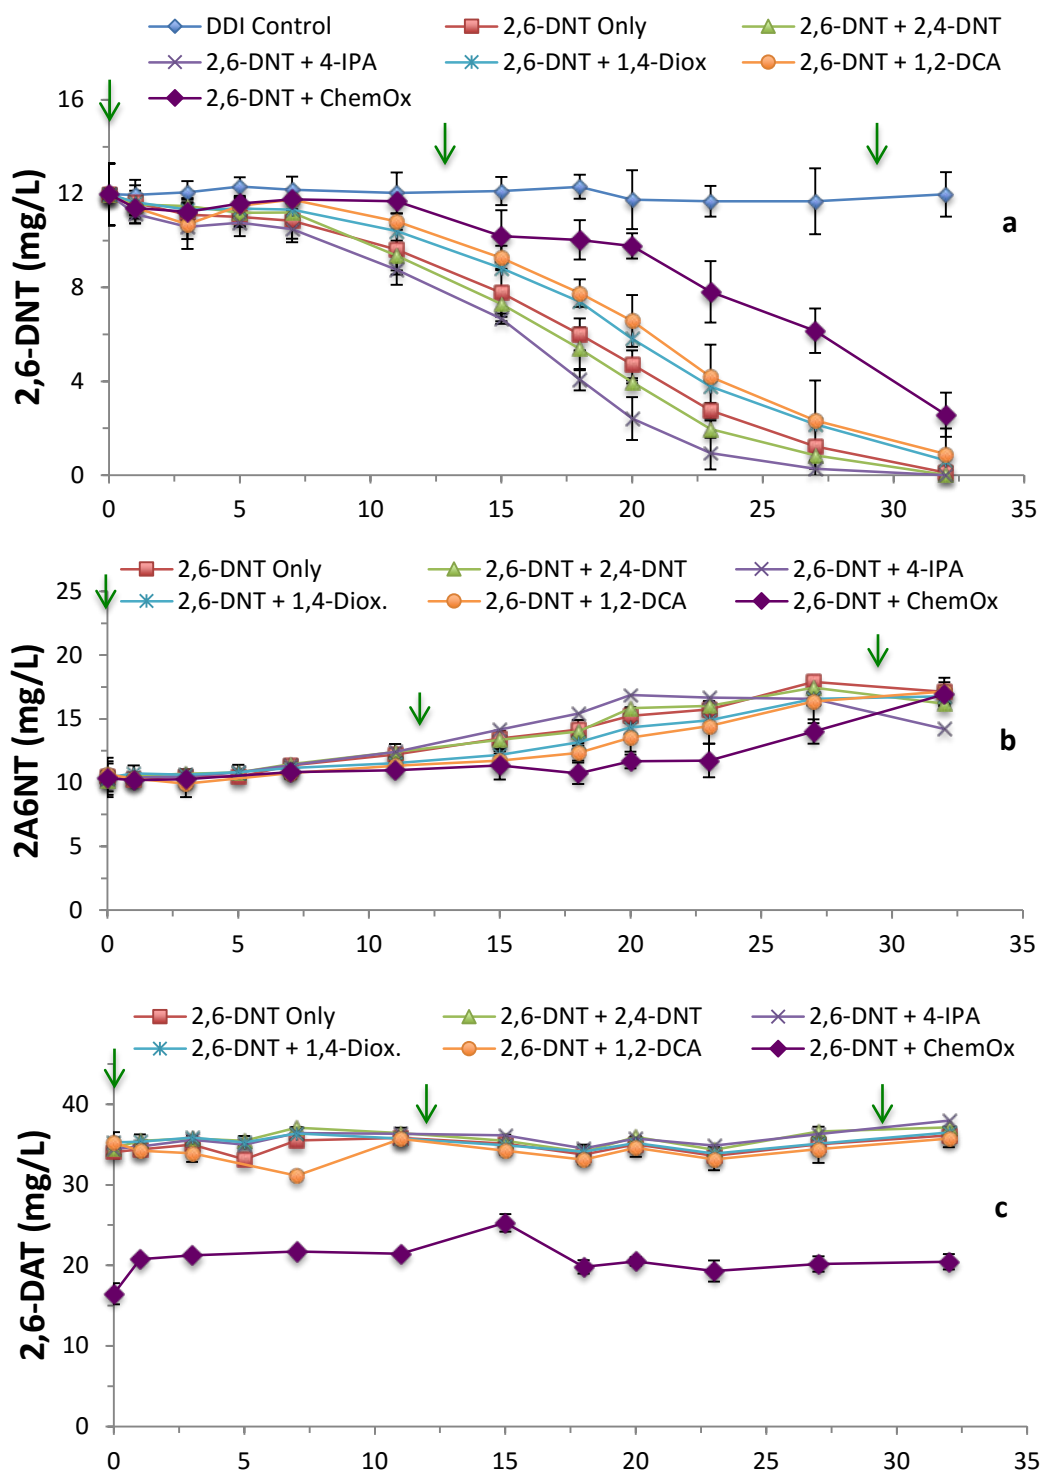 DDI Control 2,6-DNT Only 2,6-DNT + 2,4-DNT
2,6-DNT + 4-IPA 2,6-DNT + 1,4-Diox 2,6-DNT + 1,2-DCA
2,6-DNT + ChemOx
16
12
8
4
0
2,6-DNT (mg/L)
a
0 5 10 15 20 25 30 35
2,6-DNT Only 2,6-DNT + 2,4-DNT 2,6-DNT + 4-IPA
2,6-DNT + 1,4-Diox. 2,6-DNT + 1,2-DCA 2,6-DNT + ChemOx
25
20
15
10
5
0
2A6NT (mg/L)
b
0 5 10 15 20 25 30 35
2,6-DNT Only 2,6-DNT + 2,4-DNT 2,6-DNT + 4-IPA
2,6-DNT + 1,4-Diox. 2,6-DNT + 1,2-DCA 2,6-DNT + ChemOx
40
30
20
10
0
2,6-DAT (mg/L)
c
0 5 10 15 20 25 30 35